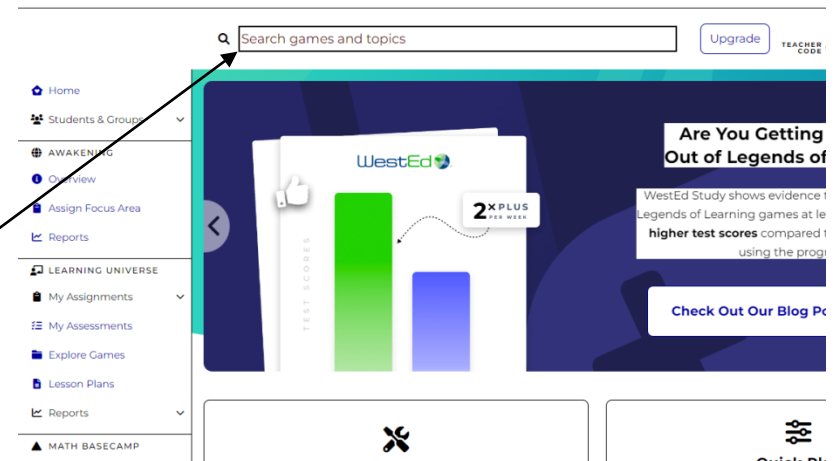 Search games and topics
Upgrade
TEACHER
CODE
Home
Students & Groups
AWAKENING
Overview
Assign Focus Area
Reports
LEARNING UNIVERSE
My Assignments
My Assessments
Explore Games
Lesson Plans
Reports
MATH BASECAMP
WestEd
TEST SCORES
2X PLUS
PER WEEK
Are You Getting
Out of Legends of
WestEd Study shows evidence
Legends of Learning games at
higher test scores compared
using the
Check Out Our Blog